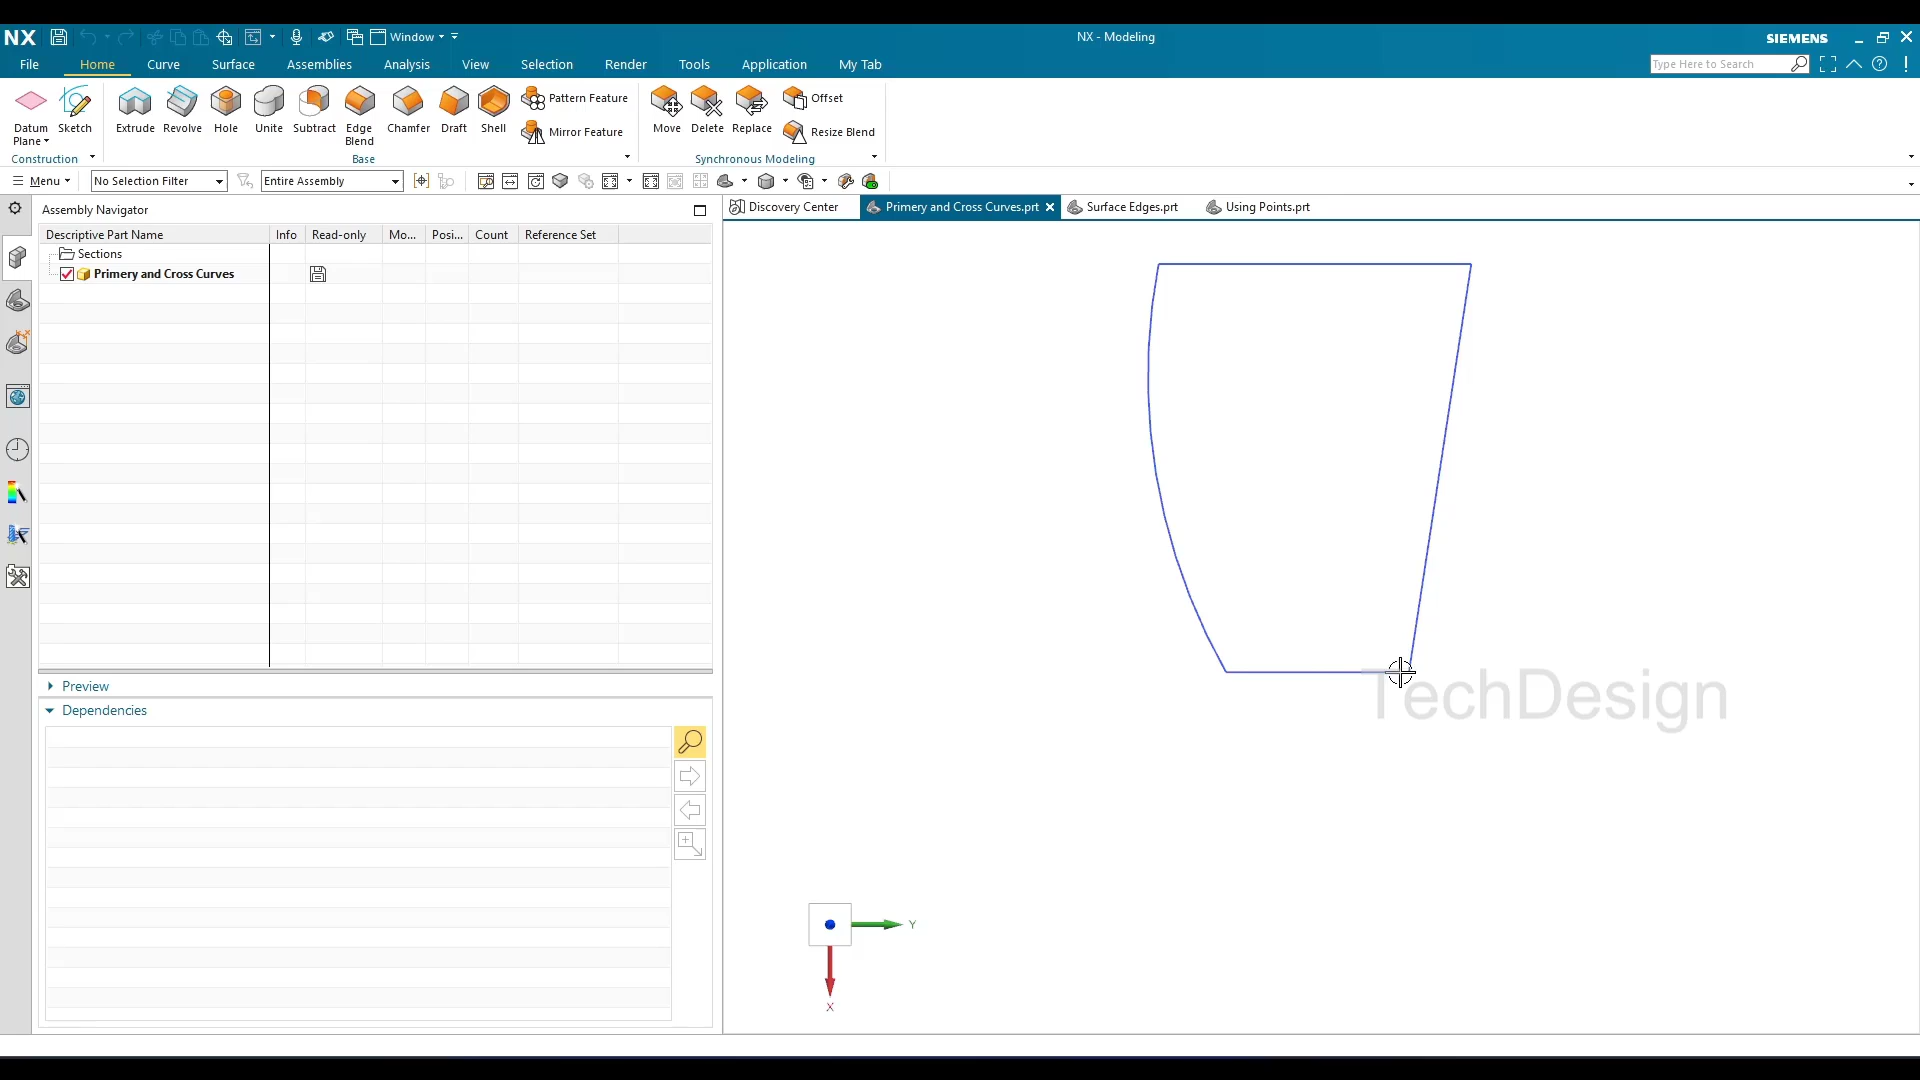 NX
Window
NX - Modeling
SIEMENS
File Home Curve Surface Assemblies Analysis View Selection Render Tools Application My Tab
Type Here to Search
Datum Plane
Sketch
Extrude
Revolve
Hole
Unite
Subtract
Edge Blend
Chamfer
Draft
Shell
Pattern Feature
Mirror Feature
Move
Delete
Replace
Offset
Resize Blend
Construction
Base
Synchronous Modeling
Menu
No Selection Filter
Entire Assembly
Assembly Navigator
Discovery Center
Primery and Cross Curves.prt
Surface Edges.prt
Using Points.prt
Descriptive Part Name Info Read-only Mo... Posi... Count Reference Set
Sections
Primery and Cross Curves
TechDesign
Preview
Dependencies
Y
X